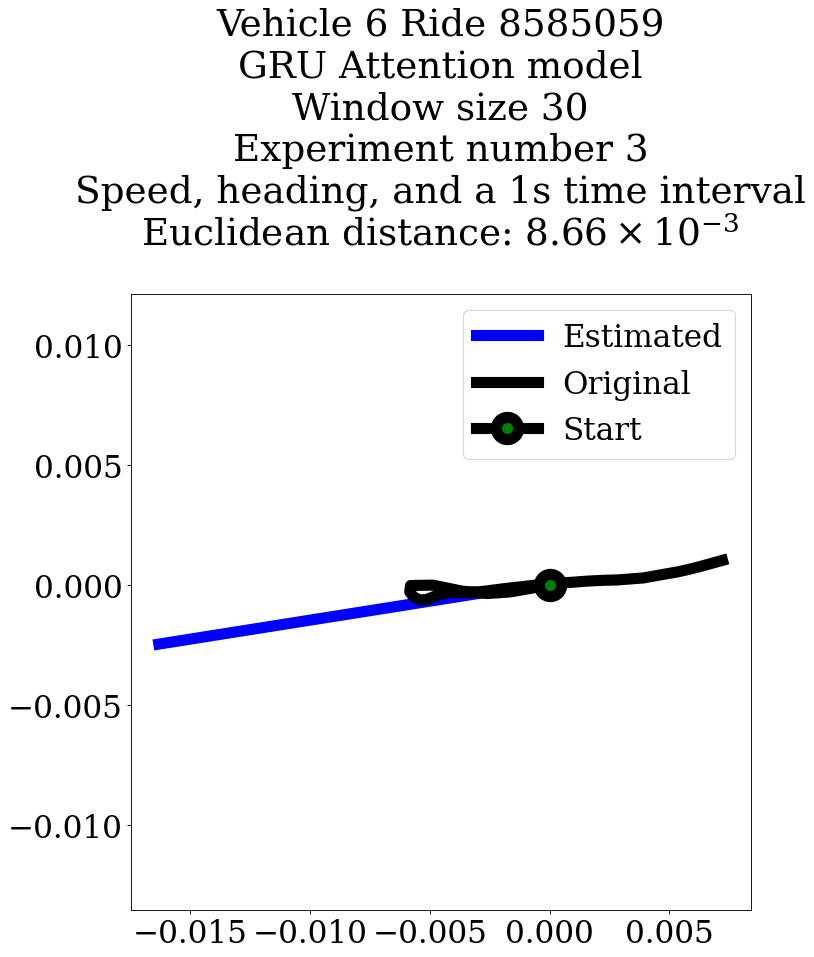 Vehicle 6 Ride 8585059
GRU Attention model
Window size 30
Experiment number 3
Speed, heading, and a 1s time interval
Euclidean distance: 8.66 × 10⁻³
Estimated
Original
Start
0.010
0.005
0.000
−0.005
−0.010
−0.015 −0.010 −0.005 0.000 0.005